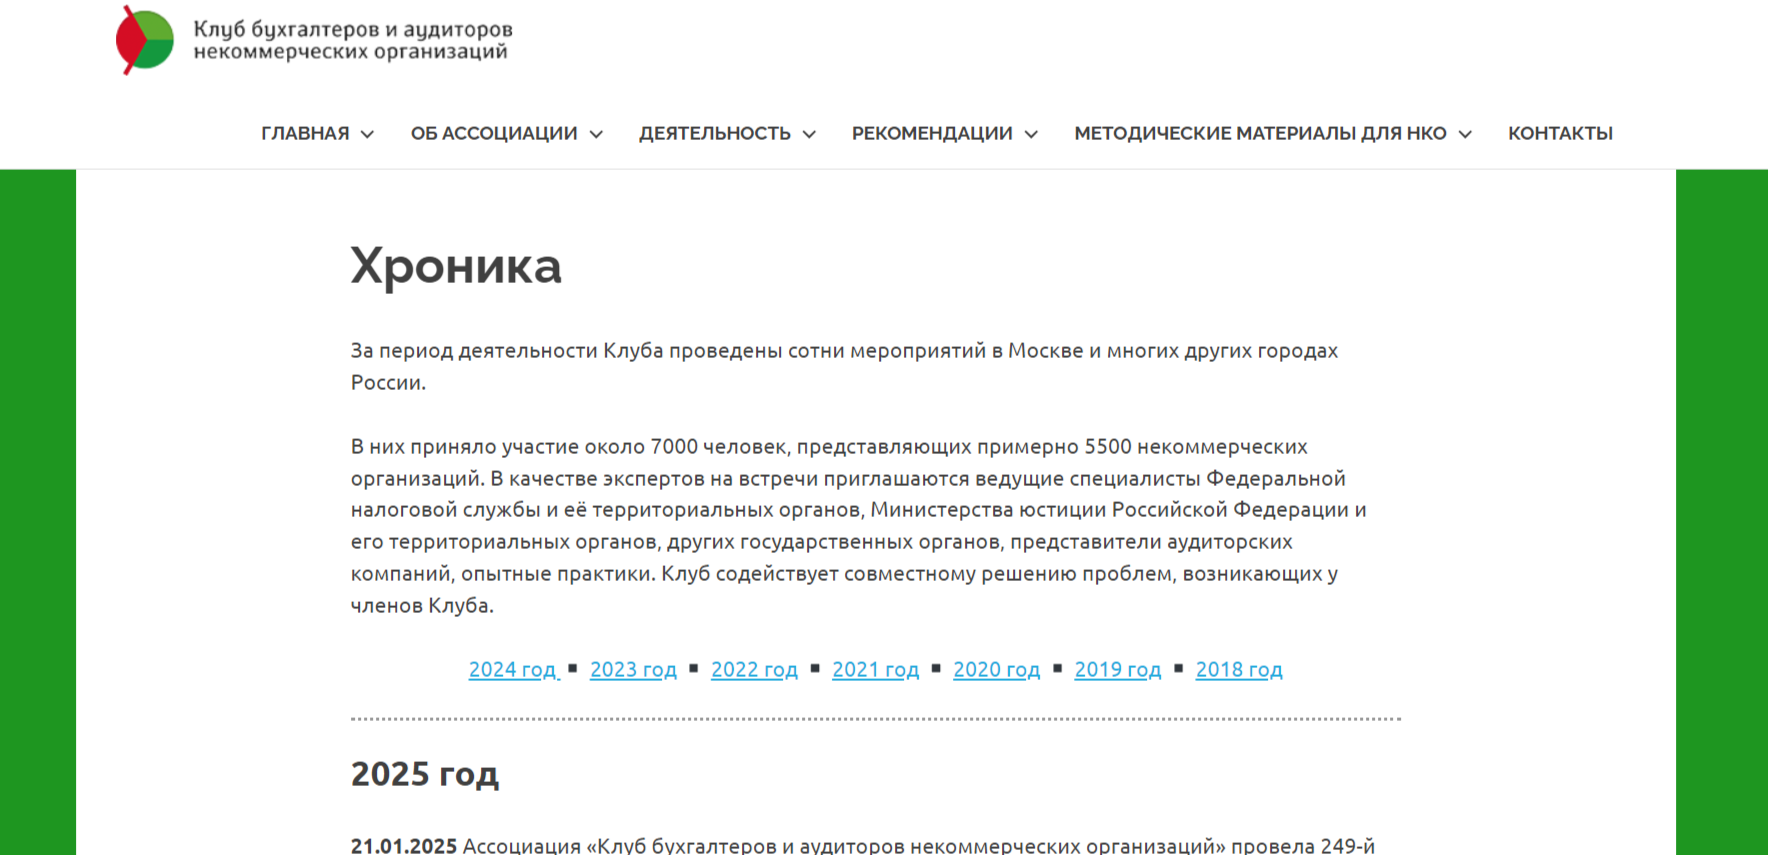 Клуб бухгалтеров и аудиторов
некоммерческих организаций
ГЛАВНАЯ ОБ АССОЦИАЦИИ ДЕЯТЕЛЬНОСТЬ РЕКОМЕНДАЦИИ МЕТОДИЧЕСКИЕ МАТЕРИАЛЫ ДЛЯ НКО КОНТАКТЫ
Хроника
За период деятельности Клуба проведены сотни мероприятий в Москве и многих других городах
России.
В них приняло участие около 7000 человек, представляющих примерно 5500 некоммерческих
организаций. В качестве экспертов на встречи приглашаются ведущие специалисты Федеральной
налоговой службы и её территориальных органов, Министерства юстиции Российской Федерации и
его территориальных органов, других государственных органов, представители аудиторских
компаний, опытные практики. Клуб содействует совместному решению проблем, возникающих у
членов Клуба.
2024 год ▪ 2023 год ▪ 2022 год ▪ 2021 год ▪ 2020 год ▪ 2019 год ▪ 2018 год
2025 год
21.01.2025 Ассоциация «Клуб бухгалтеров и аудиторов некоммерческих организаций» провела 249-й